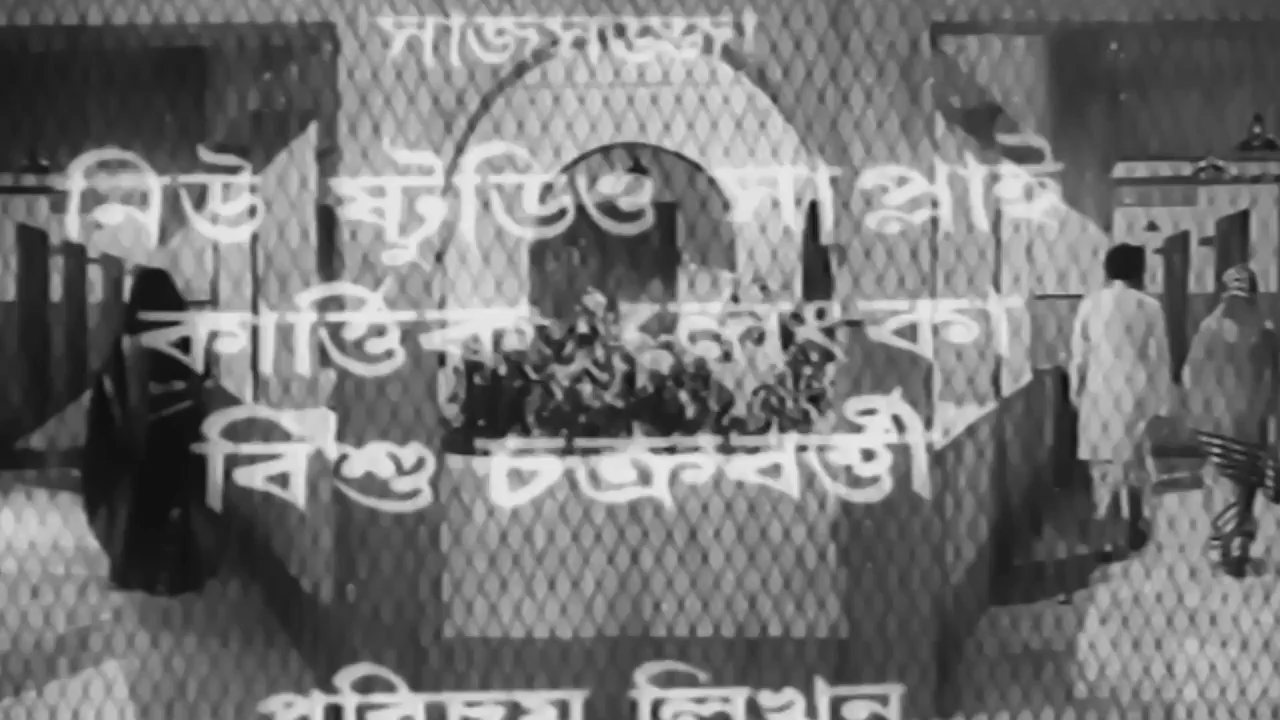 সাজসজ্জা
নিউ ষ্টুডিও সাপ্লাই
কার্ত্তিক লেংকা
বিশু চক্রবর্ত্তী
পরিচয় লিখন